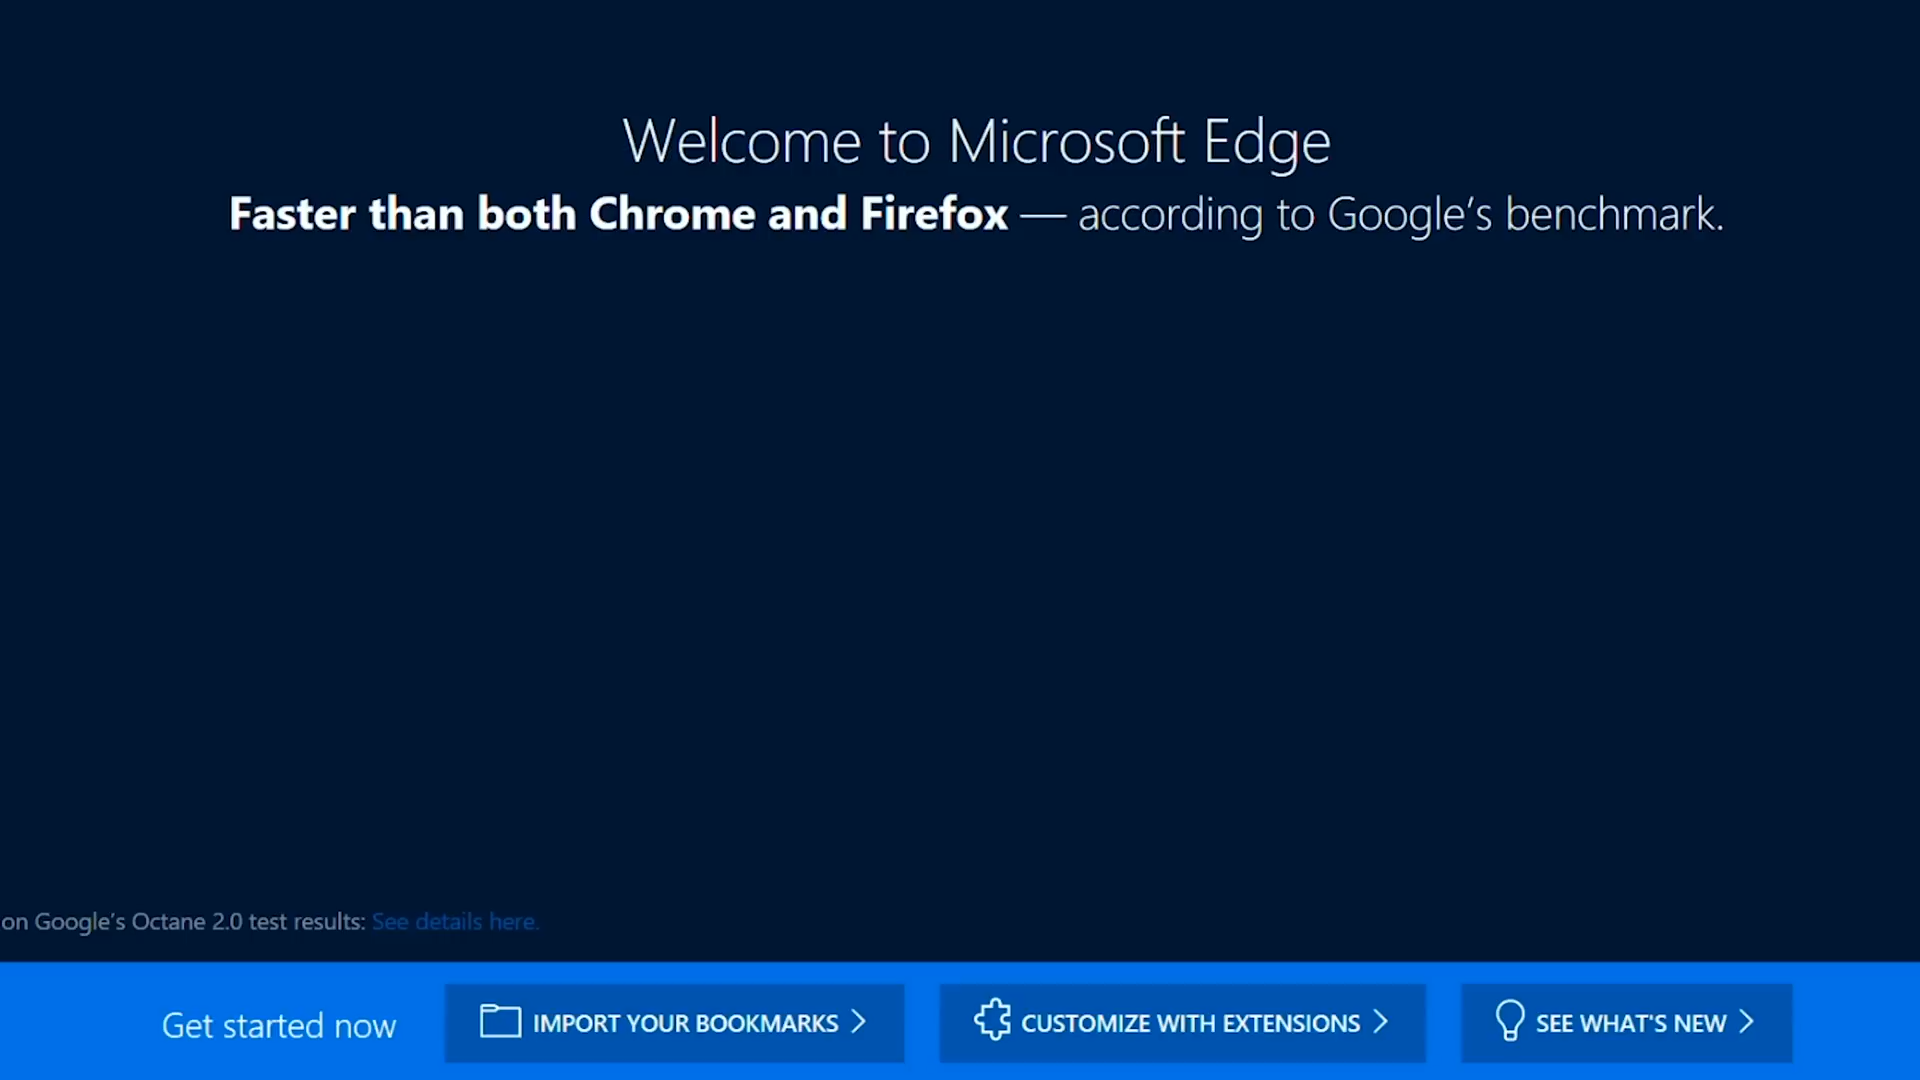 Welcome to Microsoft Edge
Faster than both Chrome and Firefox — according to Google's benchmark.
on Google's Octane 2.0 test results: See details here.
Get started now
IMPORT YOUR BOOKMARKS
CUSTOMIZE WITH EXTENSIONS
SEE WHAT'S NEW